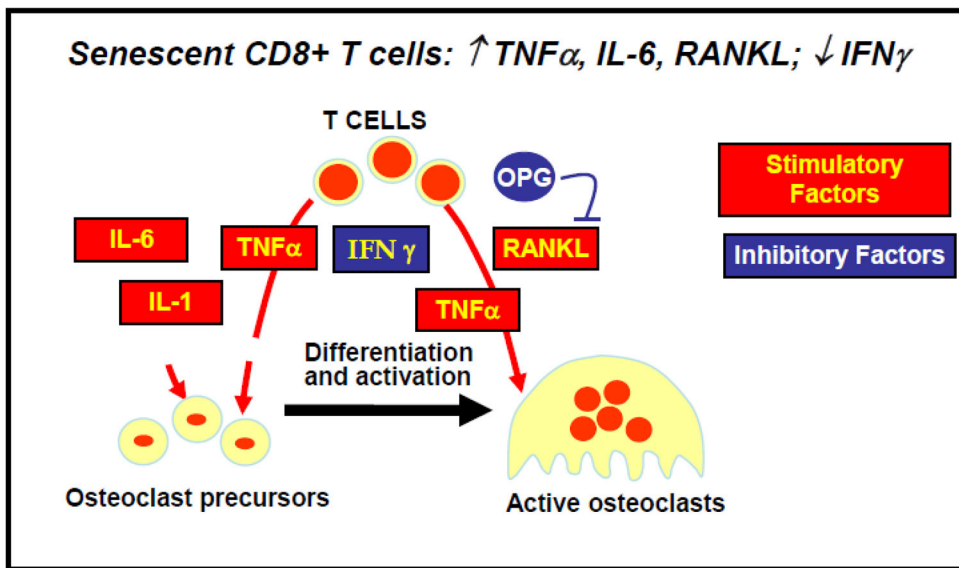 Senescent CD8+ T cells: ↑TNFα, IL-6, RANKL; ↓IFNγ
T CELLS
OPG
Stimulatory
Factors
IL-6
TNFα
IFN γ
RANKL
Inhibitory Factors
IL-1
TNFα
Differentiation
and activation
Osteoclast precursors
Active osteoclasts